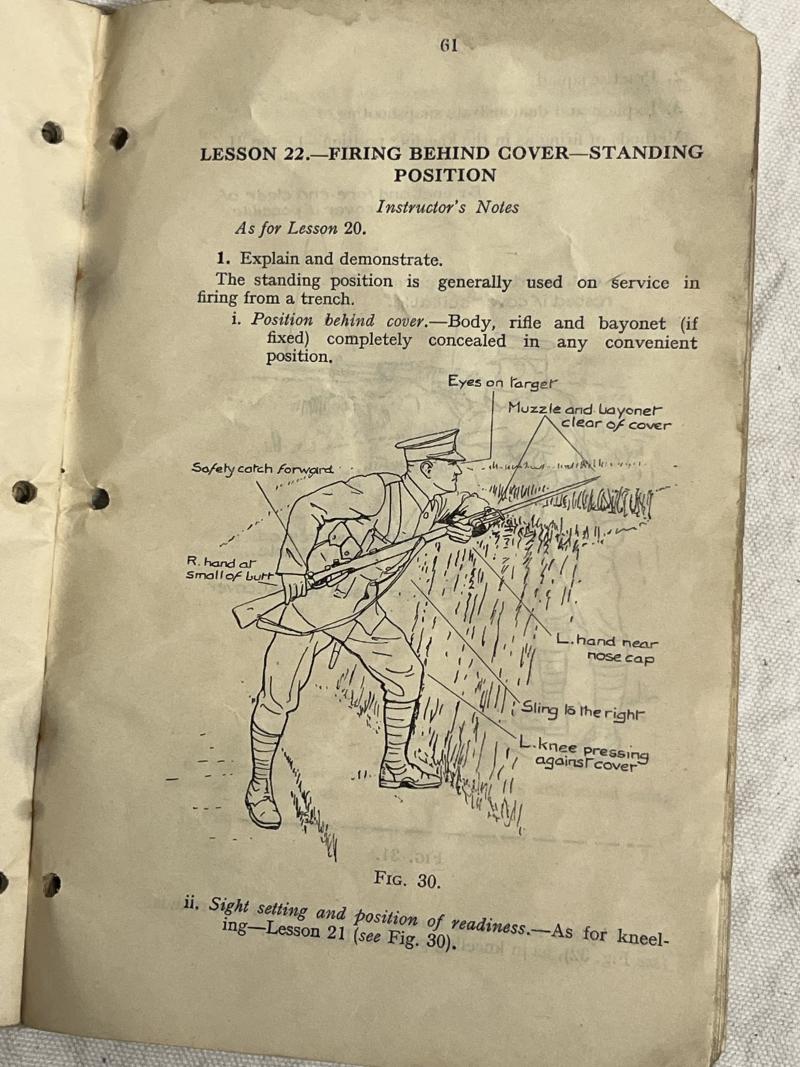 61
LESSON 22.—FIRING BEHIND COVER—STANDING
POSITION
Instructor's Notes
As for Lesson 20.
1. Explain and demonstrate.
The standing position is generally used on service in
firing from a trench.
i. Position behind cover.—Body, rifle and bayonet (if
fixed) completely concealed in any convenient
position.
Eyes on target
Muzzle and bayonet
clear of cover
Safety catch forward
R. hand at
small of butt
L. hand near
nose cap
Sling to the right
L. knee pressing
against cover
FIG. 30.
ii. Sight setting and position of readiness.—As for kneel-
ing—Lesson 21 (see Fig. 30).